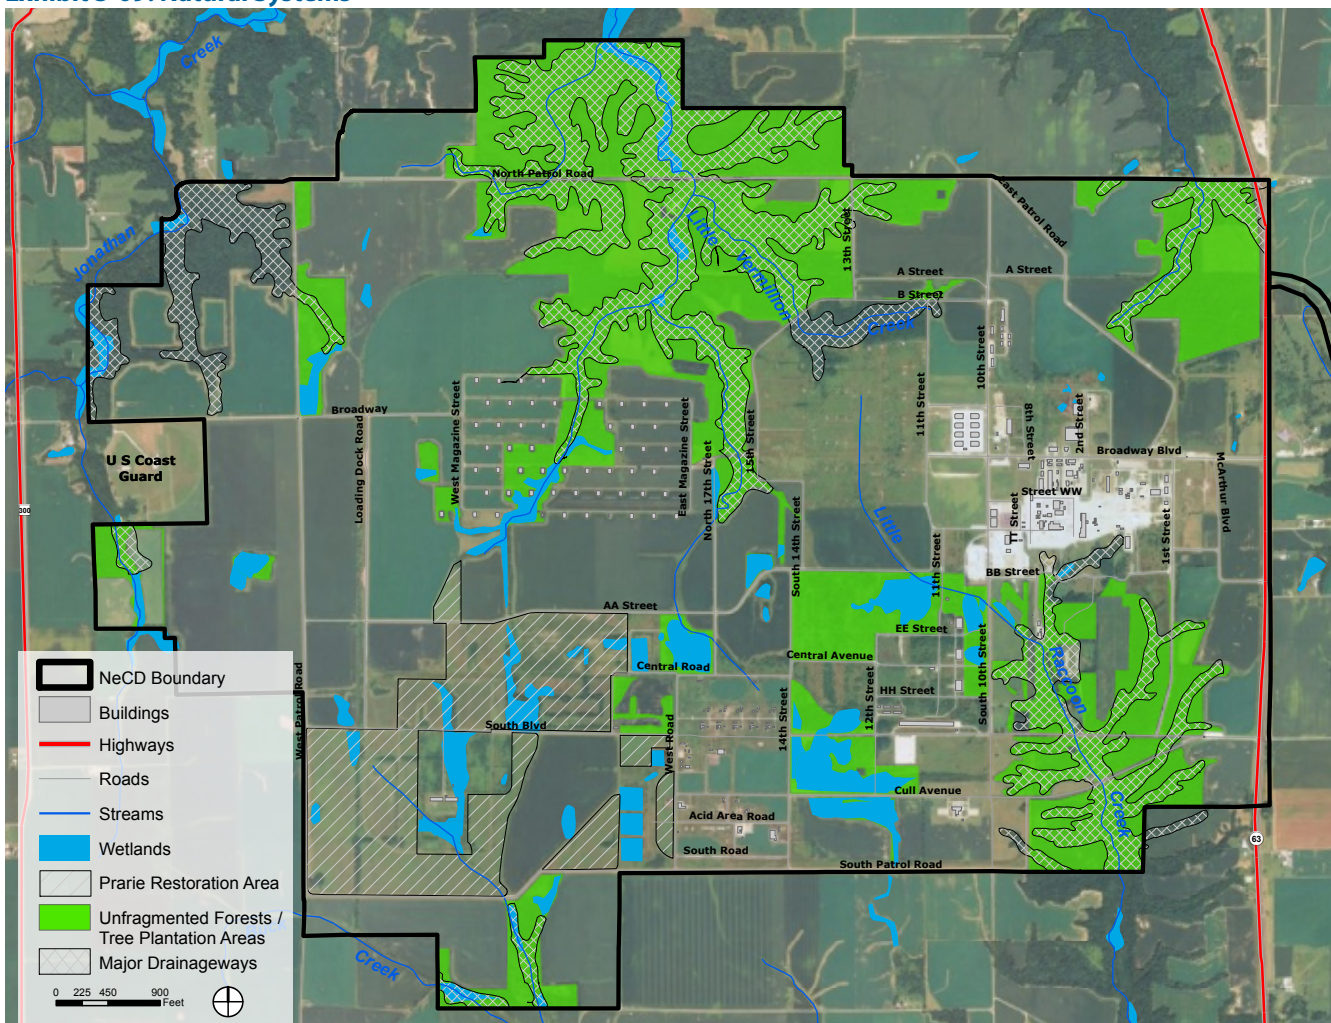 Exhibit 3-09: Natural Systems
Creek
Jonathan
North Patrol Road
East Patrol Road
13th Street
A Street
A Street
B Street
Little
Vermillion
Creek
10th Street
11th Street
8th Street
2nd Street
Broadway
Loading Dock Road
West Magazine Street
East Magazine Street
North 17th Street
15th Street
Broadway Blvd
McArthur Blvd
U S Coast
Guard
300
Street WW
TT Street
1st Street
South 14th Street
Little
11th Street
BB Street
AA Street
EE Street
Central Road
Central Avenue
South 10th Street
Raccoon
HH Street
12th Street
West Patrol Road
South Blvd
West Road
14th Street
Cull Avenue
Creek
Acid Area Road
South Road
South Patrol Road
63
Creek
NeCD Boundary
Buildings
Highways
Roads
Streams
Wetlands
Prarie Restoration Area
Unfragmented Forests /
Tree Plantation Areas
Major Drainageways
0 225 450 900
Feet